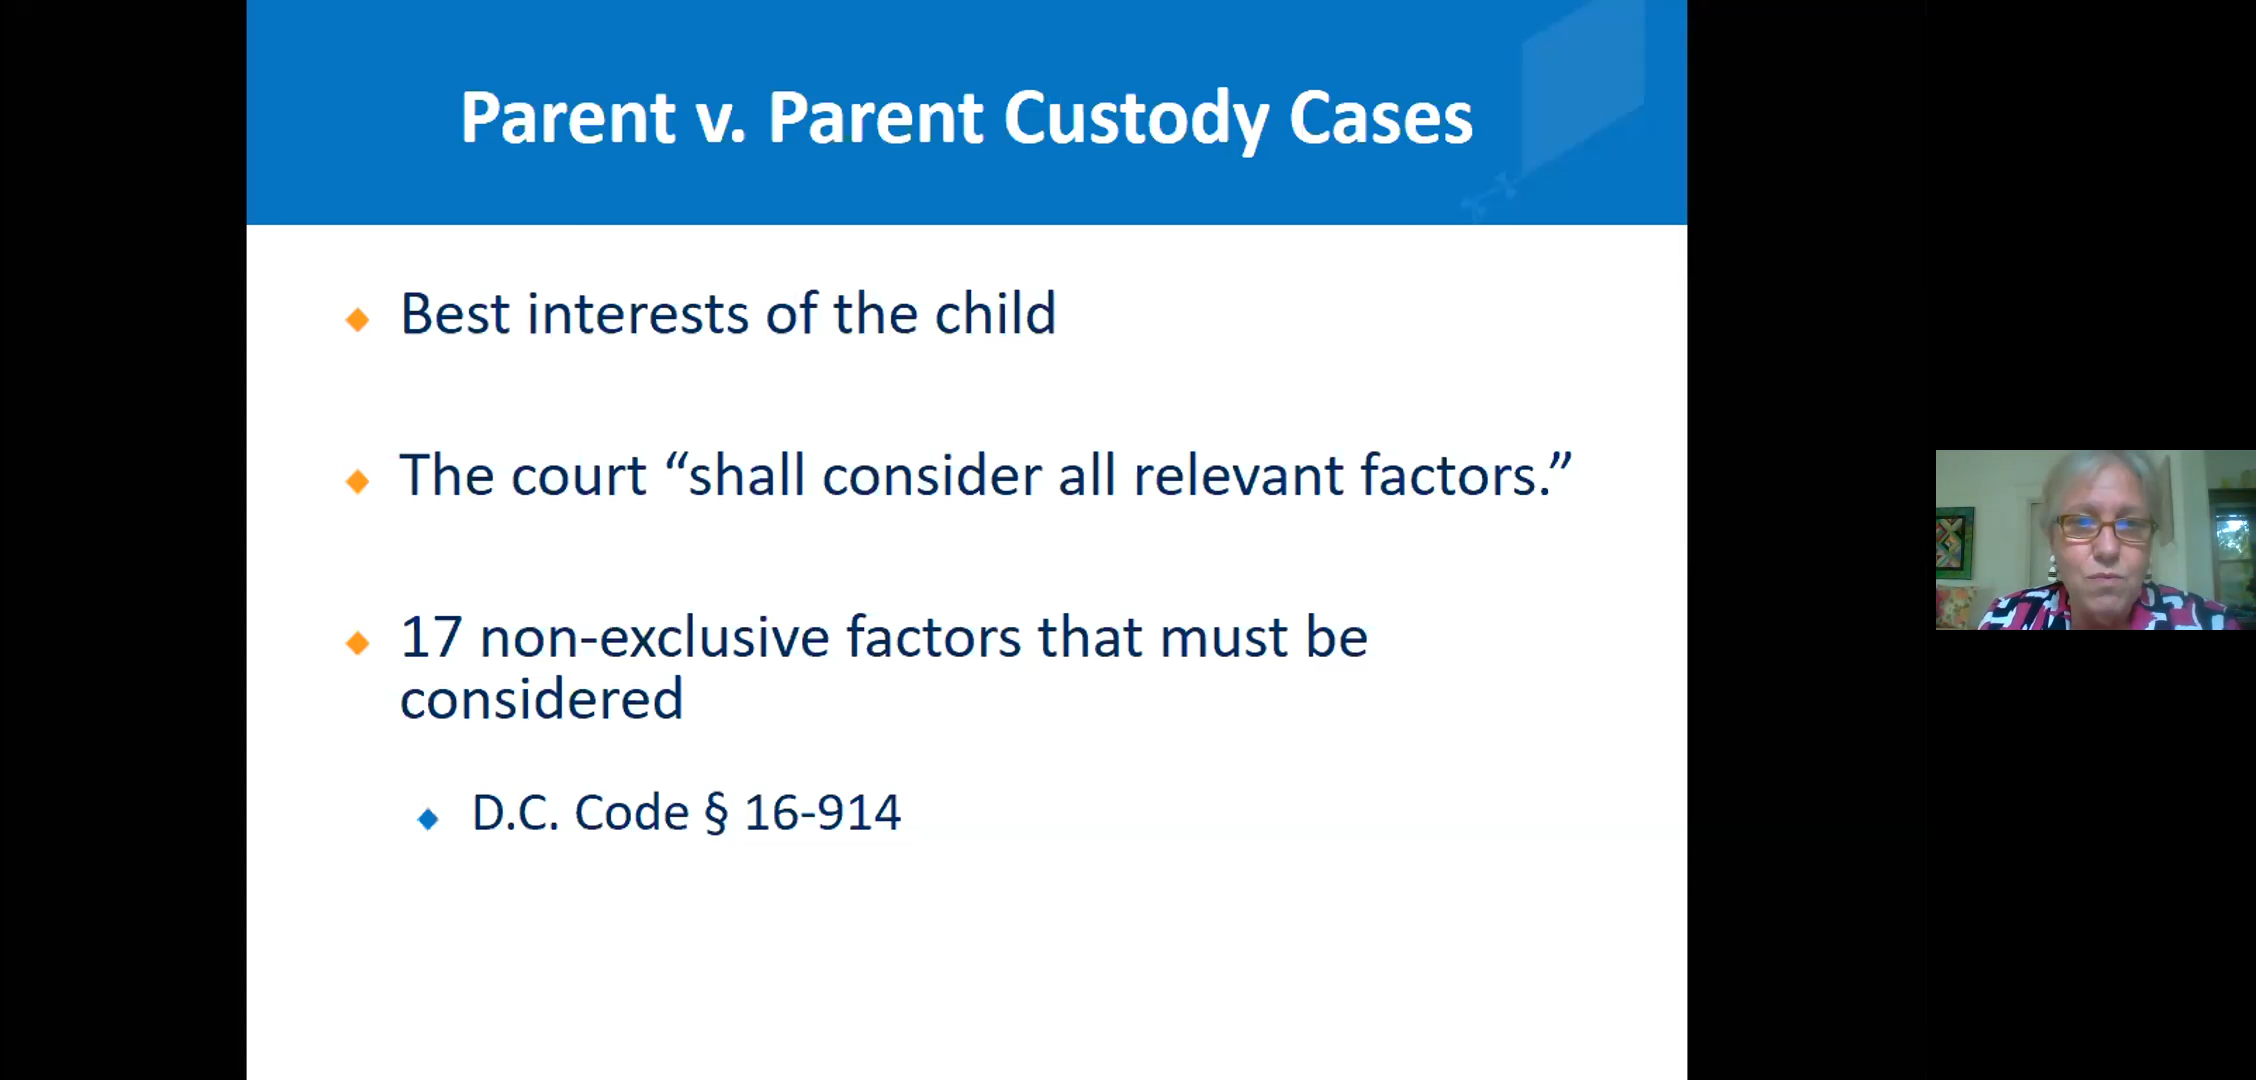 Parent v. Parent Custody Cases
Best interests of the child
The court “shall consider all relevant factors.”
17 non-exclusive factors that must be
considered
D.C. Code § 16-914